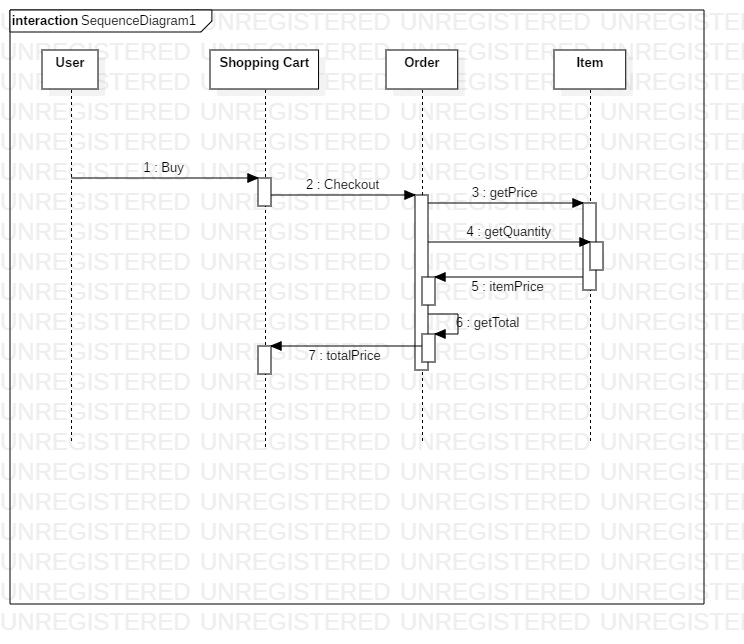 interaction SequenceDiagram1
User
Shopping Cart
Order
Item
1 : Buy
2 : Checkout
3 : getPrice
4 : getQuantity
5 : itemPrice
6 : getTotal
7 : totalPrice
UNREGISTERED UNREGISTERED UNREGISTERED UNREGISTERED